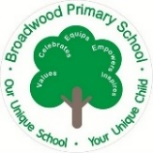 Broadwood Primary School
Values
Celebrates
Equips
Empowers
Inspires
Our Unique School • Your Unique Child